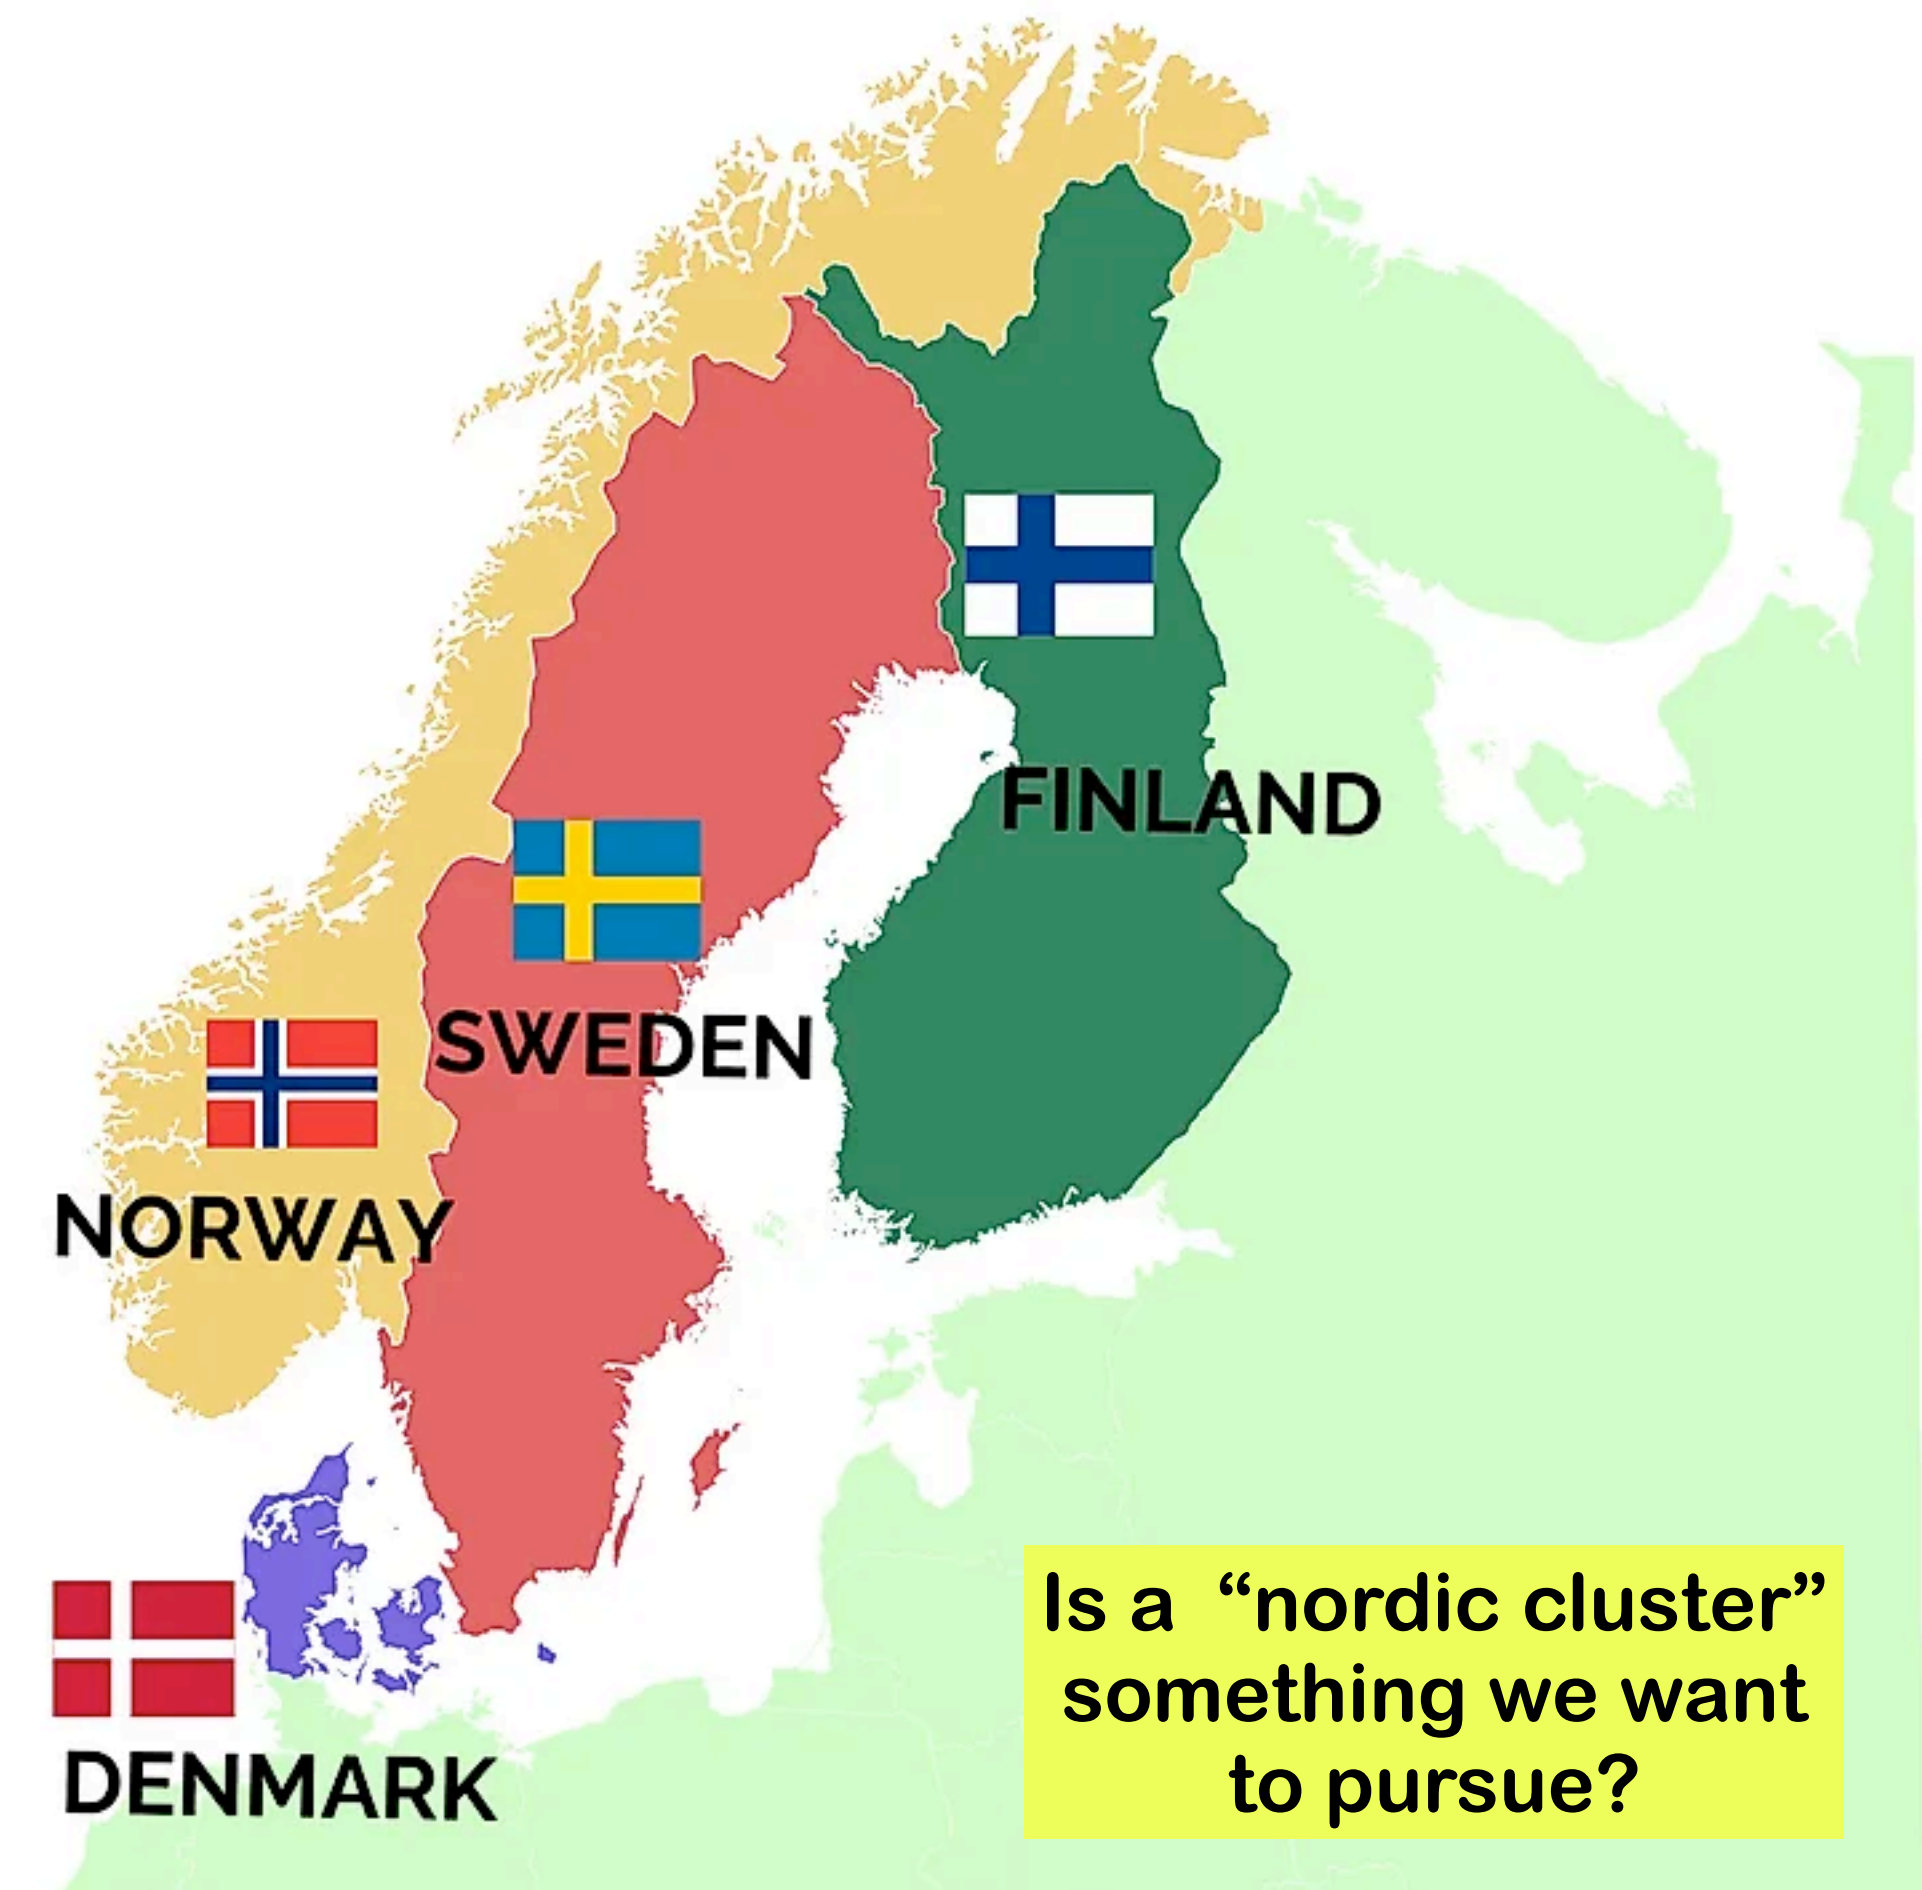 FINLAND
SWEDEN
NORWAY
DENMARK
Is a “nordic cluster”
something we want
to pursue?